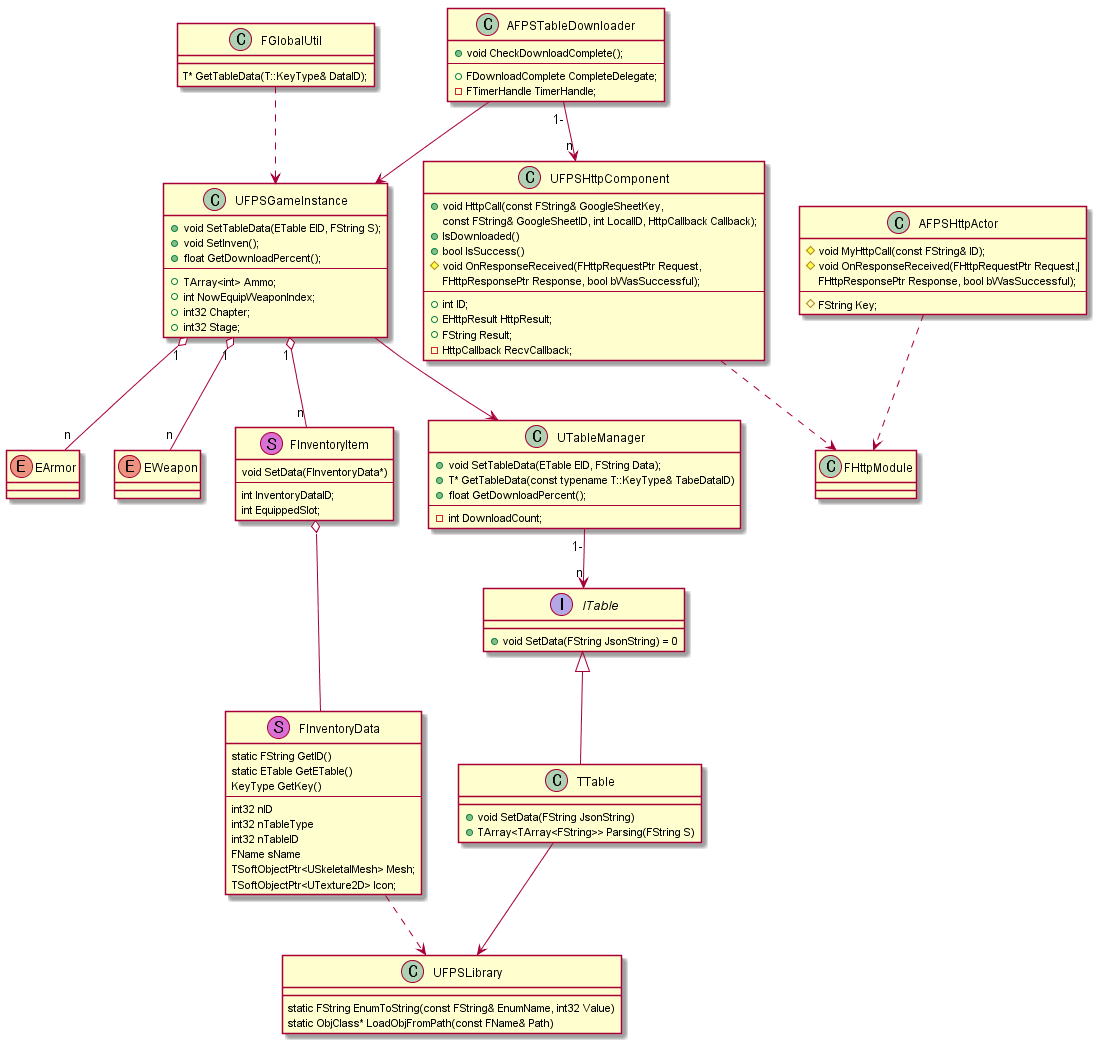 C FGlobalUtil
T* GetTableData(T::KeyType& DataID);
C AFPSTableDownloader
void CheckDownloadComplete();
FDownloadComplete CompleteDelegate;
FTimerHandle TimerHandle;
1-
n
C UFPSGameInstance
void SetTableData(ETable EID, FString S);
void SetInven();
float GetDownloadPercent();
TArray<int> Ammo;
int NowEquipWeaponIndex;
int32 Chapter;
int32 Stage;
C UFPSHttpComponent
void HttpCall(const FString& GoogleSheetKey,
const FString& GoogleSheetID, int LocalID, HttpCallback Callback);
IsDownloaded()
bool IsSuccess()
void OnResponseReceived(FHttpRequestPtr Request,
FHttpResponsePtr Response, bool bWasSuccessful);
int ID;
EHttpResult HttpResult;
FString Result;
HttpCallback RecvCallback;
C AFPSHttpActor
void MyHttpCall(const FString& ID);
void OnResponseReceived(FHttpRequestPtr Request,|
FHttpResponsePtr Response, bool bWasSuccessful);
FString Key;
1
1
1
n
n
n
E EArmor
E EWeapon
S FInventoryItem
void SetData(FInventoryData*)
int InventoryDataID;
int EquippedSlot;
C UTableManager
void SetTableData(ETable EID, FString Data);
T* GetTableData(const typename T::KeyType& TabeDataID)
float GetDownloadPercent();
int DownloadCount;
C FHttpModule
1-
n
I ITable
void SetData(FString JsonString) = 0
S FInventoryData
static FString GetID()
static ETable GetETable()
KeyType GetKey()
int32 nID
int32 nTableType
int32 nTableID
FName sName
TSoftObjectPtr<USkeletalMesh> Mesh;
TSoftObjectPtr<UTexture2D> Icon;
C TTable
void SetData(FString JsonString)
TArray<TArray<FString>> Parsing(FString S)
C UFPSLibrary
static FString EnumToString(const FString& EnumName, int32 Value)
static ObjClass* LoadObjFromPath(const FName& Path)